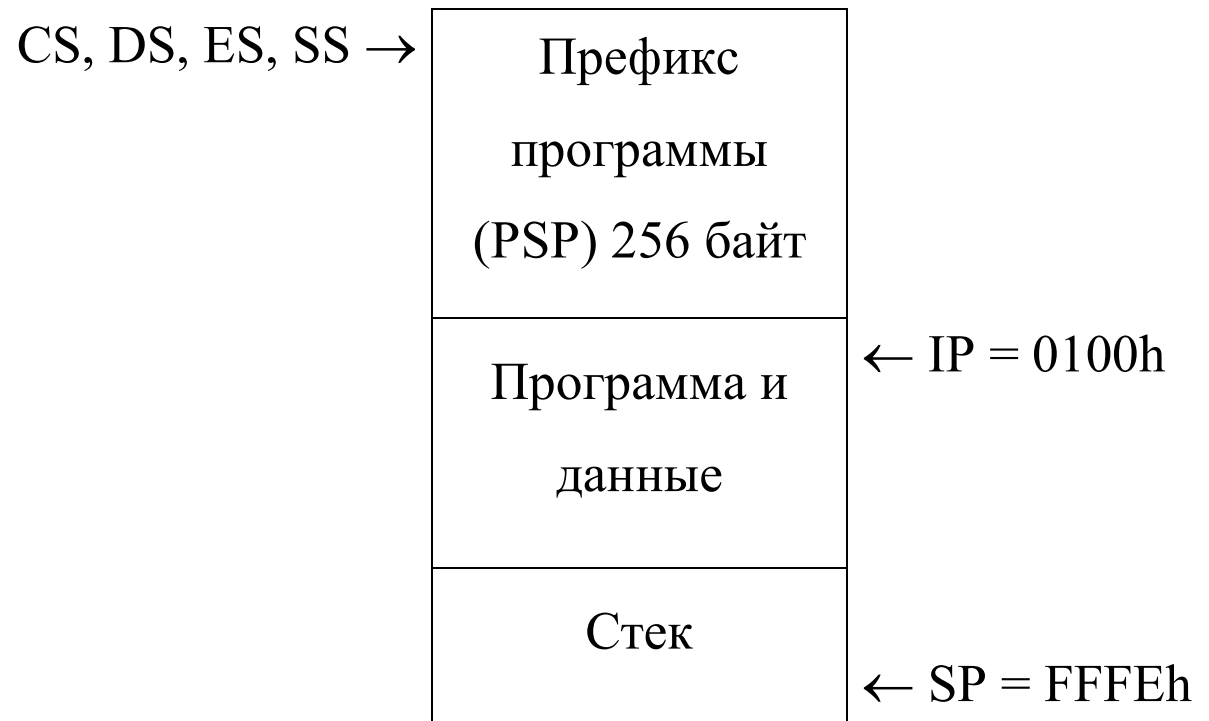 CS, DS, ES, SS →
Префикс
программы
(PSP) 256 байт
← IP = 0100h
Программа и
данные
Стек
← SP = FFFEh